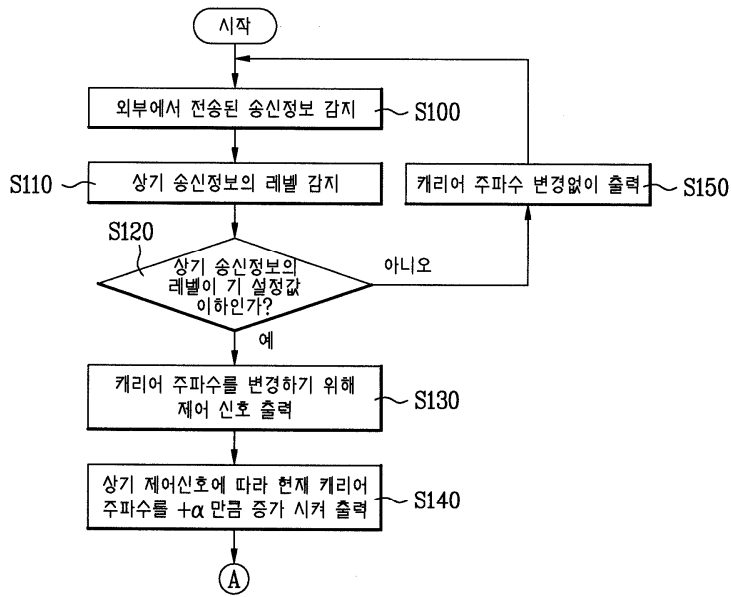 시작
외부에서 전송된 송신정보 감지
S100
S110
상기 송신정보의 레벨 감지
캐리어 주파수 변경없이 출력
S150
S120
상기 송신정보의
레벨이 기 설정값
이하인가?
아니오
예
캐리어 주파수를 변경하기 위해
제어 신호 출력
S130
상기 제어신호에 따라 현재 캐리어
주파수를 +α 만큼 증가 시켜 출력
S140
A